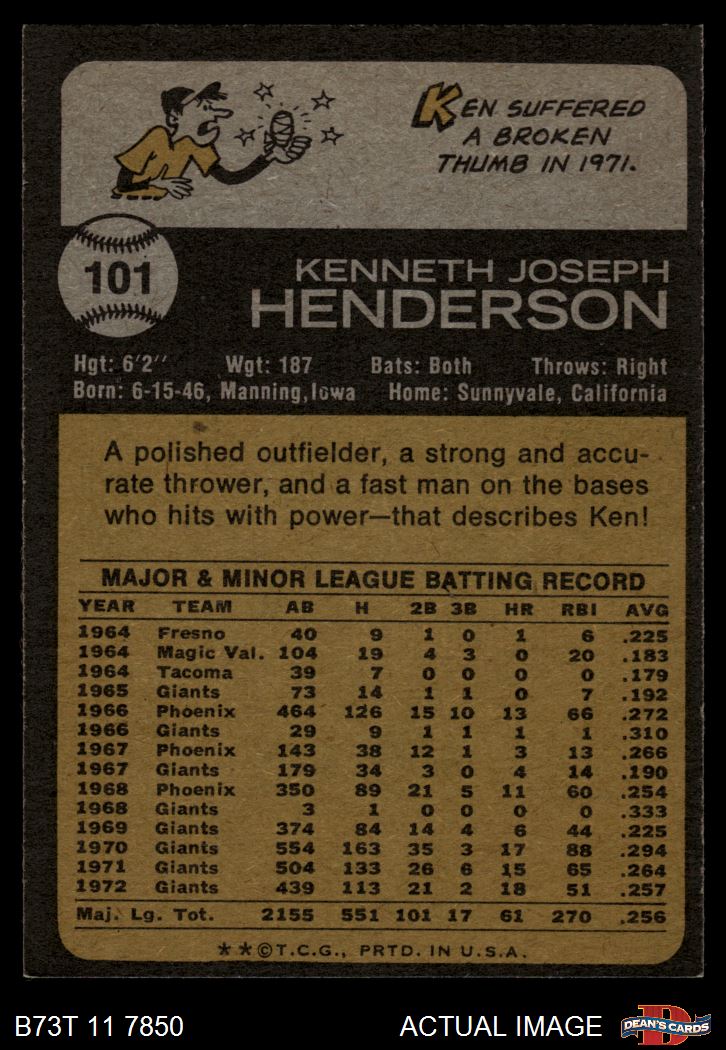 KEN SUFFERED
A BROKEN
THUMB IN 1971.
101
KENNETH JOSEPH
HENDERSON
Hgt: 6'2" Wgt: 187 Bats: Both Throws: Right
Born: 6-15-46, Manning, Iowa Home: Sunnyvale, California
A polished outfielder, a strong and accu-
rate thrower, and a fast man on the bases
who hits with power—that describes Ken!
MAJOR & MINOR LEAGUE BATTING RECORD
YEAR TEAM AB H 2B 3B HR RBI AVG
1964 Fresno 40 9 1 0 1 6 .225
1964 Magic Val. 104 19 4 3 0 20 .183
1964 Tacoma 39 7 0 0 0 0 .179
1965 Giants 73 14 1 1 0 7 .192
1966 Phoenix 464 126 15 10 13 66 .272
1966 Giants 29 9 1 1 1 1 .310
1967 Phoenix 143 38 12 1 3 13 .266
1967 Giants 179 34 3 0 4 14 .190
1968 Phoenix 350 89 21 5 11 60 .254
1968 Giants 3 1 0 0 0 0 .333
1969 Giants 374 84 14 4 6 44 .225
1970 Giants 554 163 35 3 17 88 .294
1971 Giants 504 133 26 6 15 65 .264
1972 Giants 439 113 21 2 18 51 .257
Maj. Lg. Tot. 2155 551 101 17 61 270 .256
**©T.C.G., PRTD. IN U.S.A.
B73T 11 7850 ACTUAL IMAGE D DEAN'S CARDS